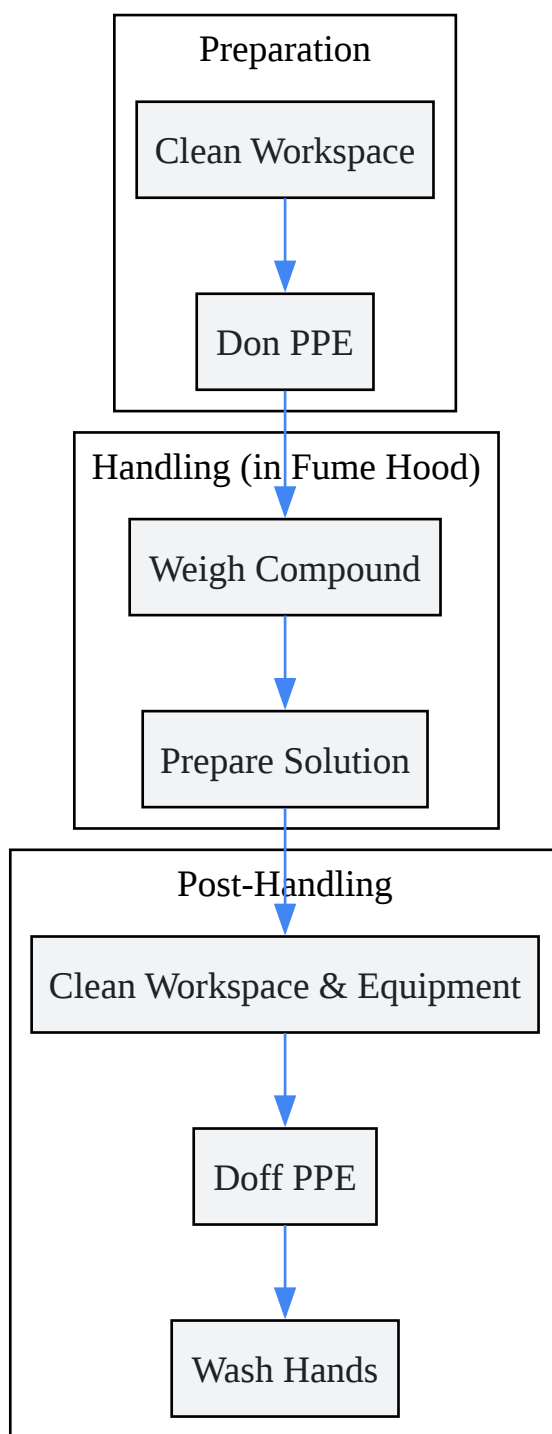 Preparation
Clean Workspace
Don PPE
Handling (in Fume Hood)
Weigh Compound
Prepare Solution
Post-Handling
Clean Workspace & Equipment
Doff PPE
Wash Hands